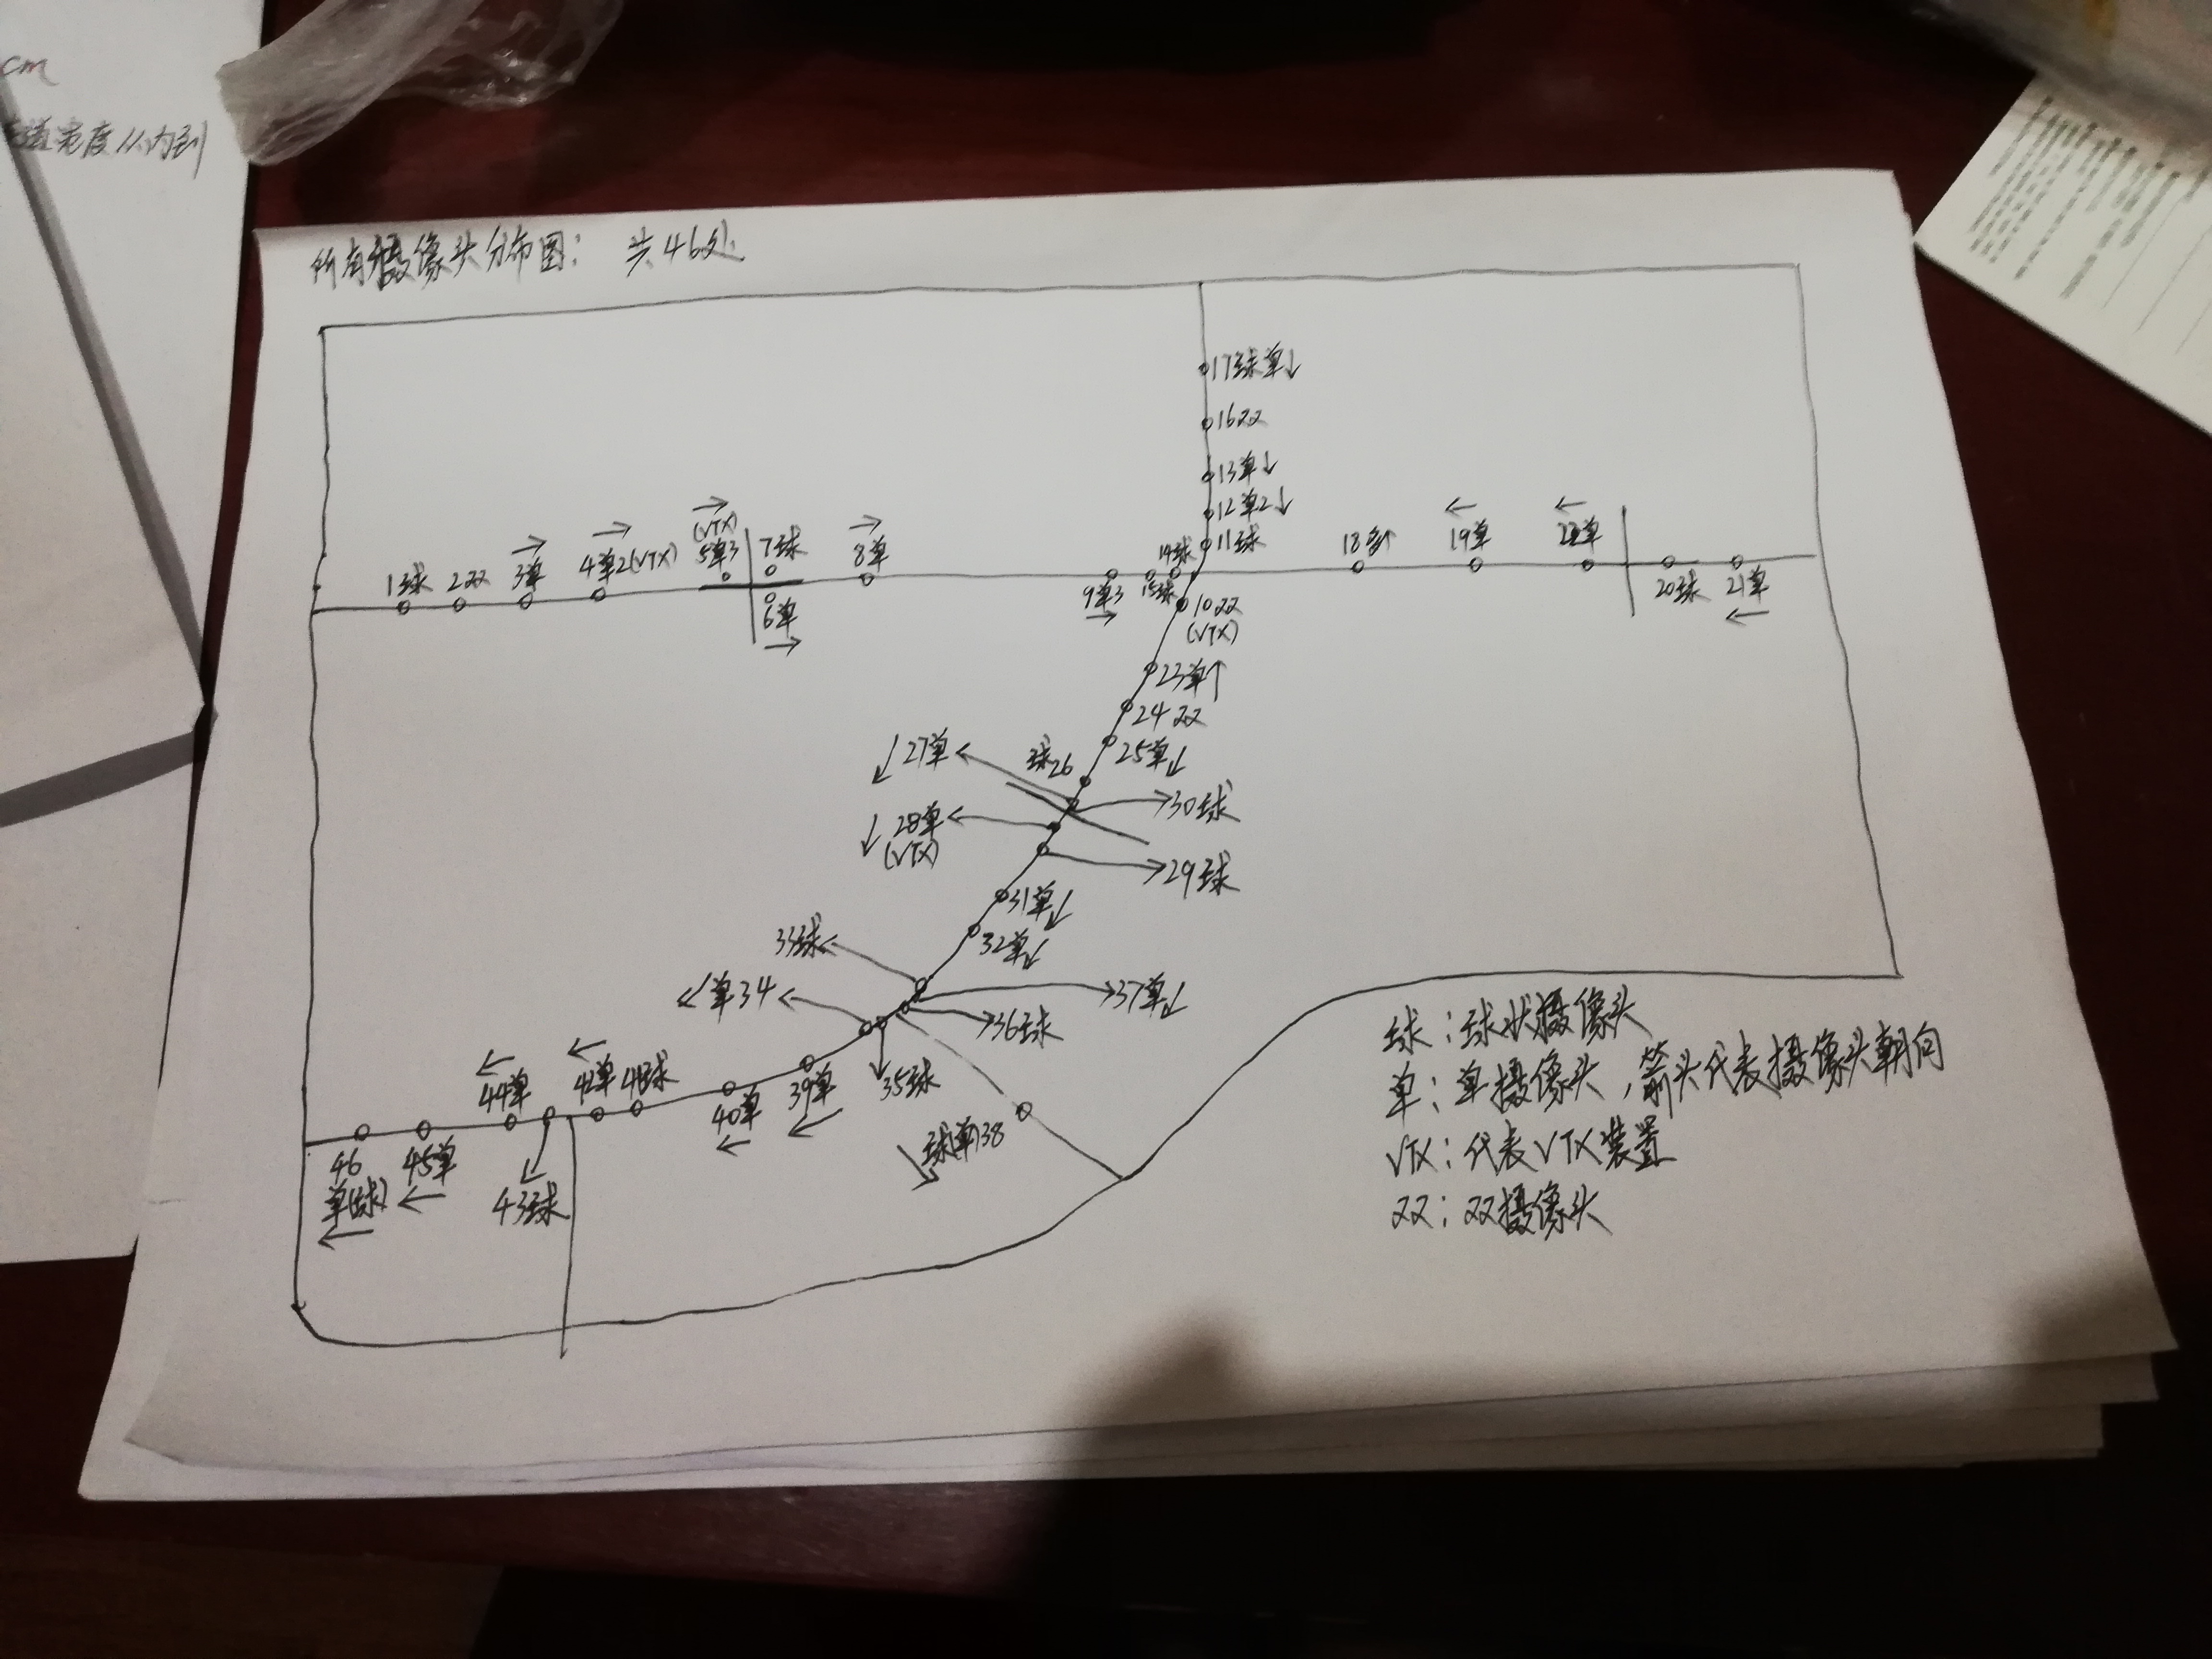 cm
道宽度从内到
所有摄像头分布图： 共46处
17球单↓
16双
13单↓
12单2↓
11球
14球
15球
→
(VTX)
5单3
7球
→
8单
→
4单2(VTX)
→
3单
2双
1球
6单
→
9单3
→
10双
(VTX)
18
←
19单
←
22单
20球
21单
←
23单↑
24双
25单↓
球26
↙27单
30球
↓28单
(VTX)
29球
31单↓
32单↓
33球
↙单34
37单↓
36球
35球
球(单)38
↘
39单
←
40单
←
41球
←
42单
←
44单
43球
45单
←
46
单(球)
←
球：球状摄像头
单：单摄像头，箭头代表摄像头朝向
VTX：代表VTX装置
双：双摄像头